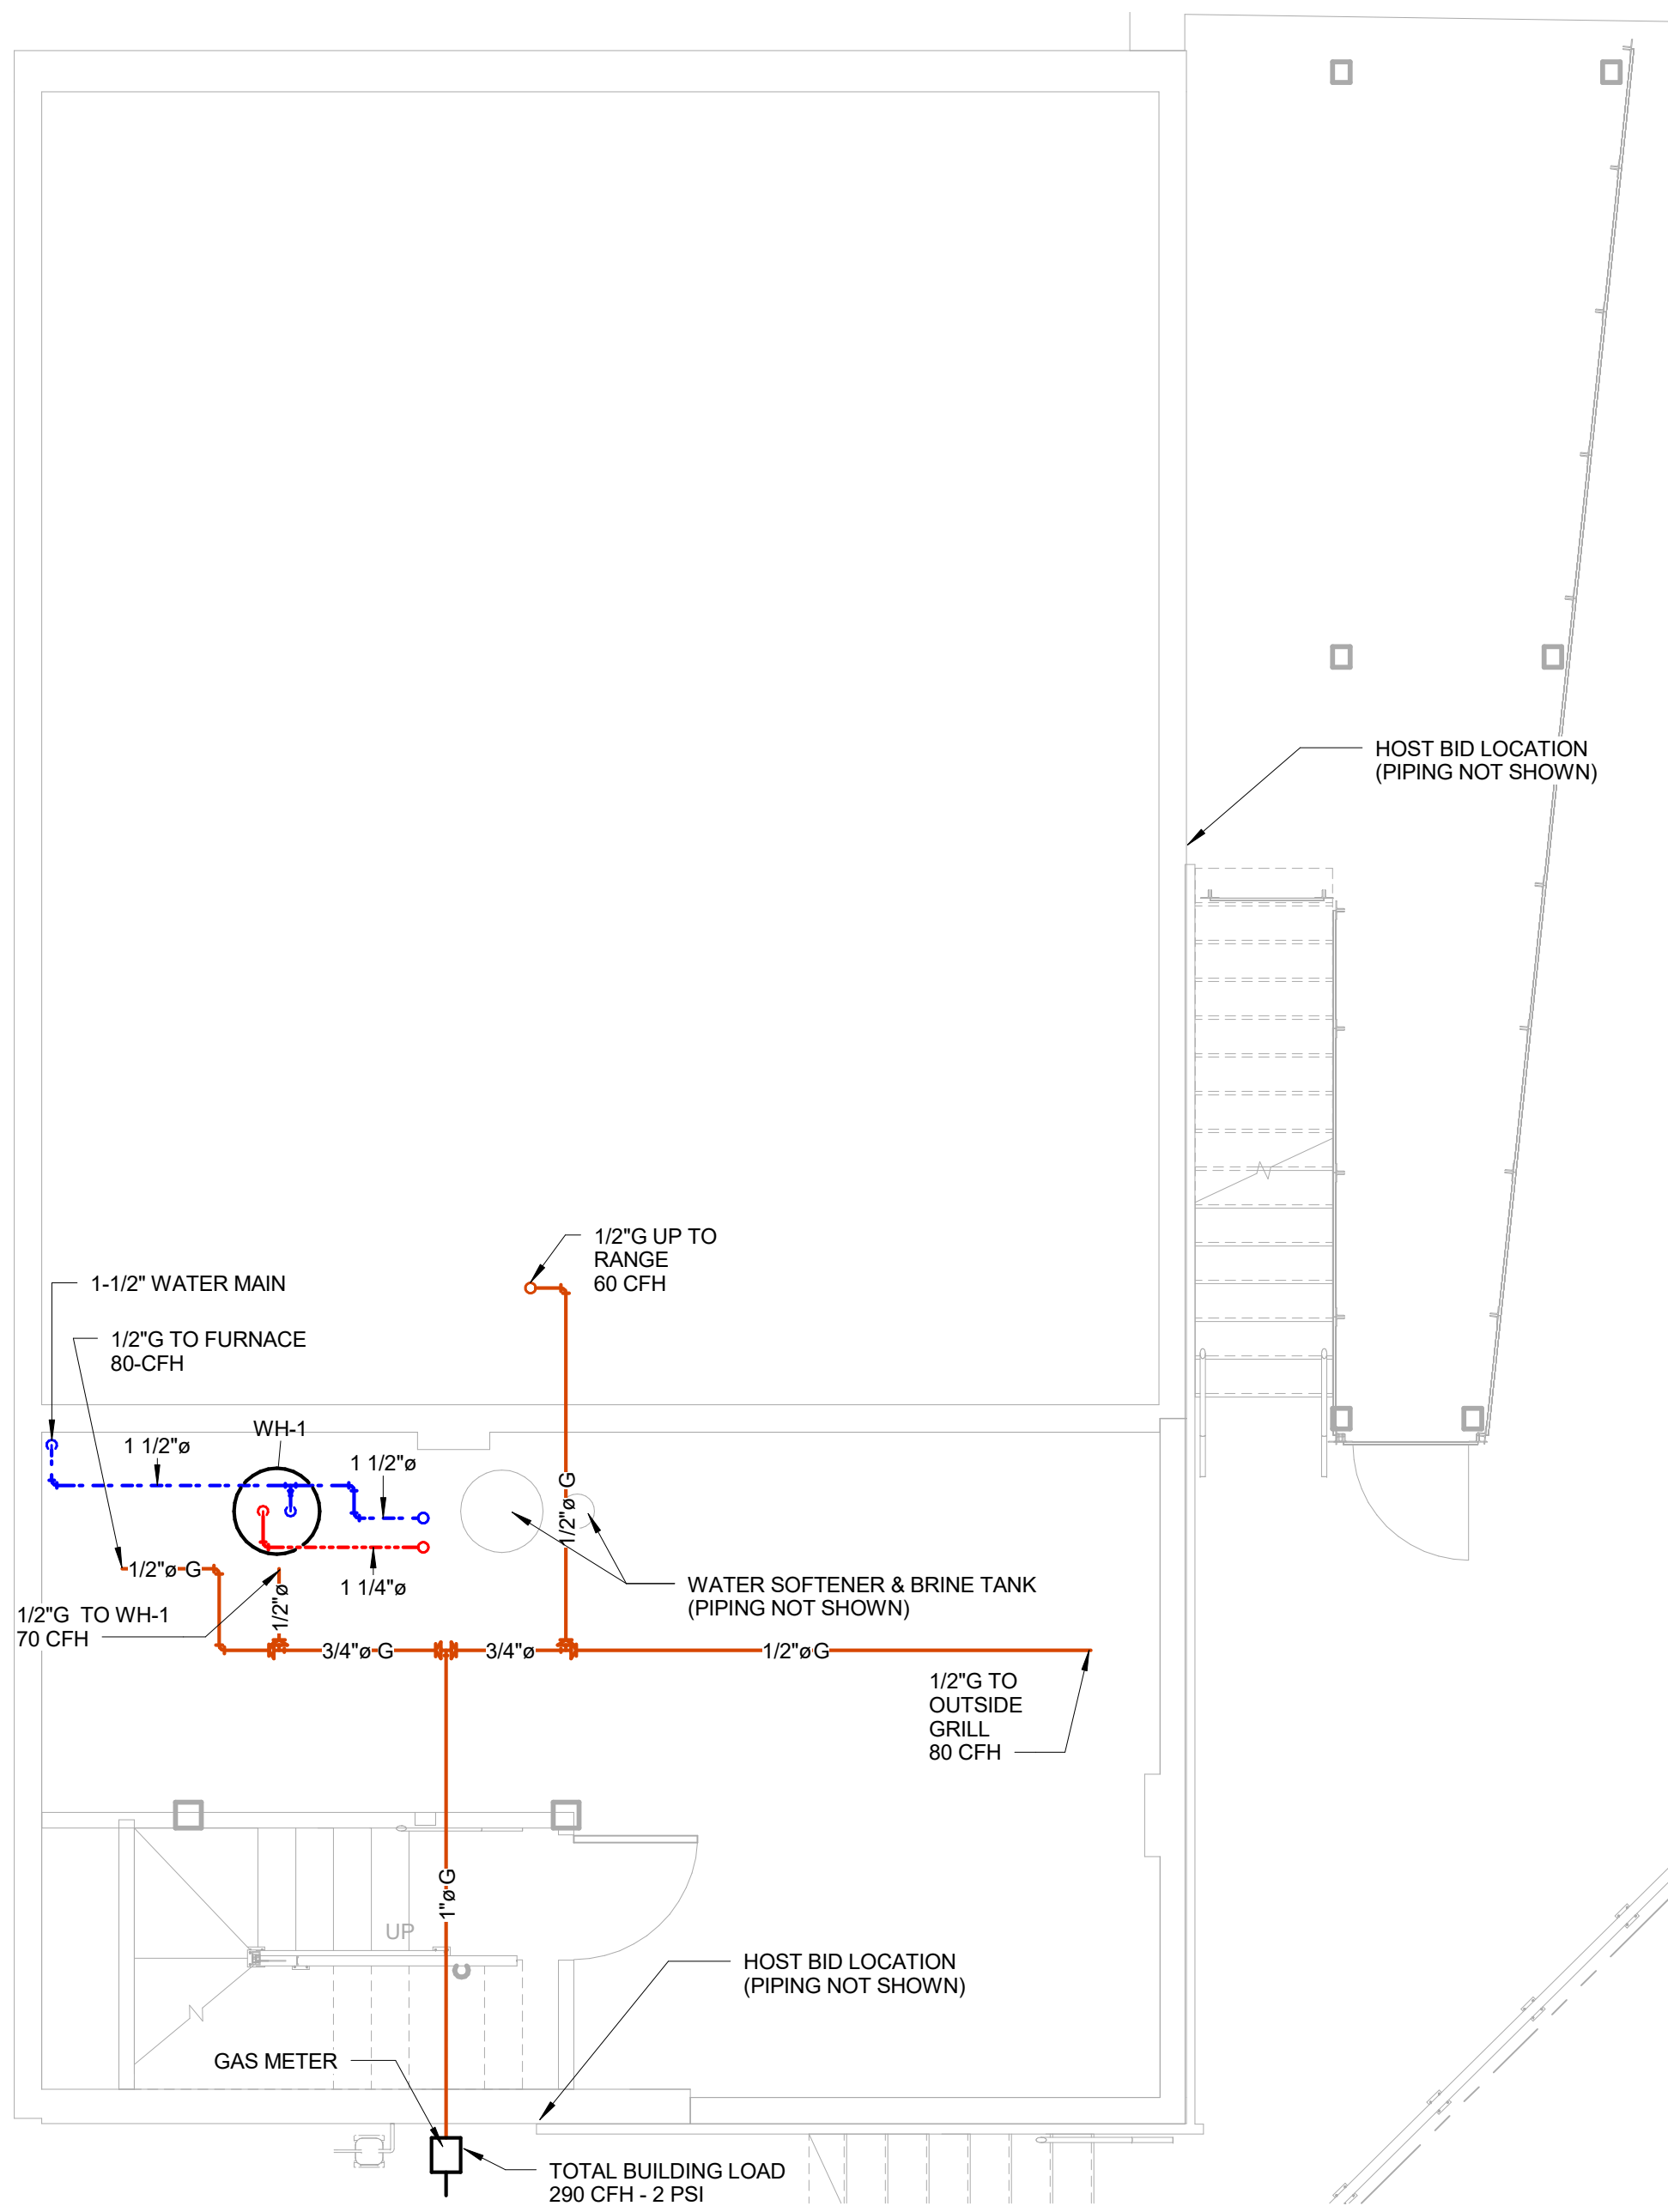 HOST BID LOCATION
(PIPING NOT SHOWN)
1/2"G UP TO
RANGE
60 CFH
1-1/2" WATER MAIN
1/2"G TO FURNACE
80-CFH
WH-1
1 1/2"ø
1 1/2"ø
1/2"ø G
1/2"ø G
1/2"ø
1 1/4"ø
WATER SOFTENER & BRINE TANK
(PIPING NOT SHOWN)
1/2"G TO WH-1
70 CFH
3/4"ø G
3/4"ø
1/2"ø G
1/2"G TO
OUTSIDE
GRILL
80 CFH
1"ø G
UP
HOST BID LOCATION
(PIPING NOT SHOWN)
GAS METER
TOTAL BUILDING LOAD
290 CFH - 2 PSI